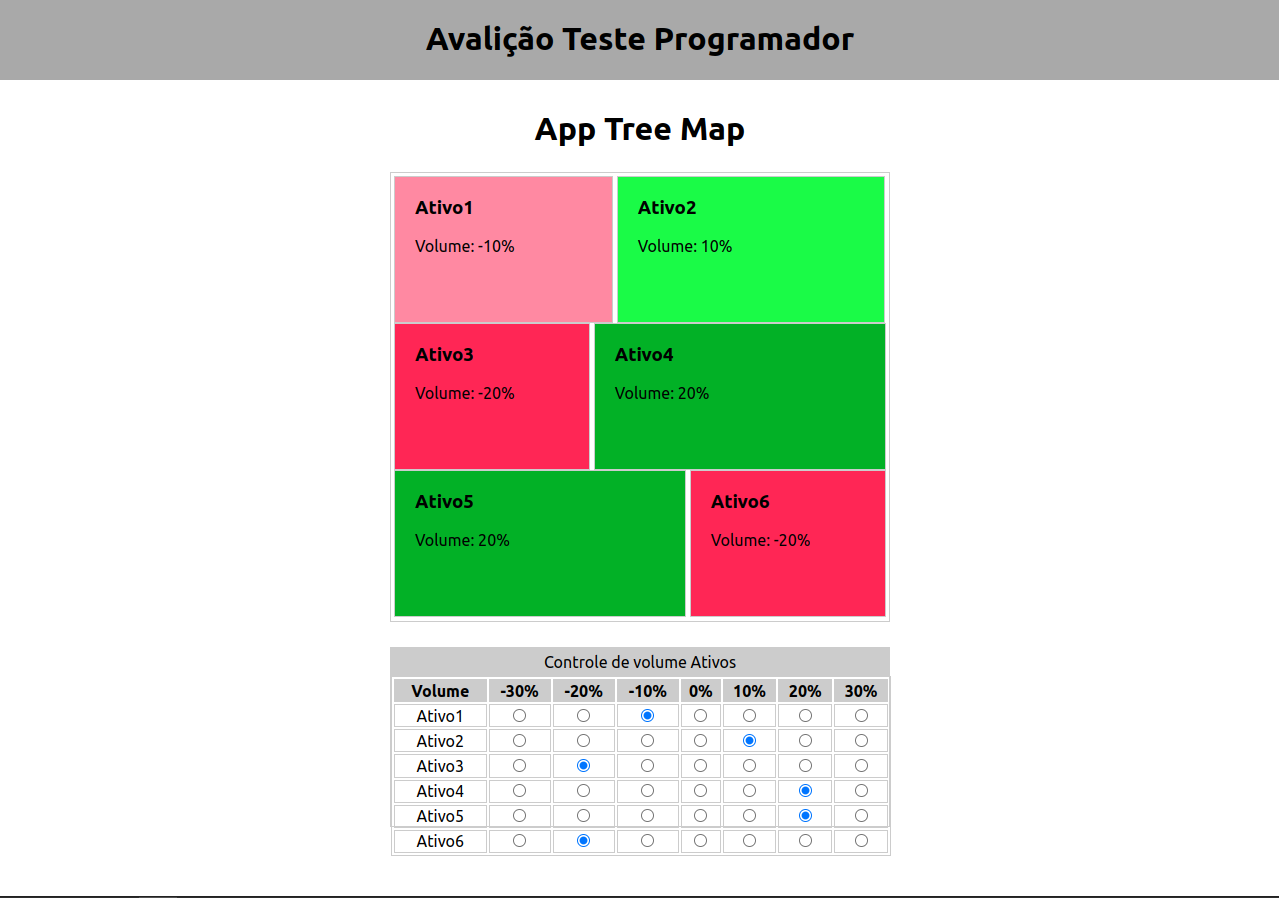 Avalição Teste Programador
App Tree Map
Ativo1
Volume: -10%
Ativo2
Volume: 10%
Ativo3
Volume: -20%
Ativo4
Volume: 20%
Ativo5
Volume: 20%
Ativo6
Volume: -20%
Controle de volume Ativos
Volume -30% -20% -10% 0% 10% 20% 30%
Ativo1
Ativo2
Ativo3
Ativo4
Ativo5
Ativo6